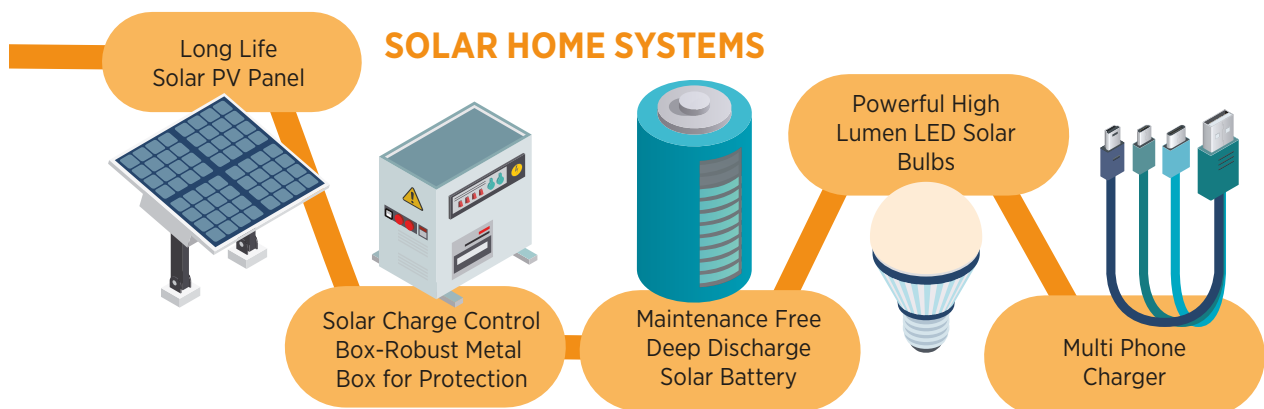 SOLAR HOME SYSTEMS
Long Life
Solar PV Panel
Solar Charge Control
Box-Robust Metal
Box for Protection
Maintenance Free
Deep Discharge
Solar Battery
Powerful High
Lumen LED Solar
Bulbs
Multi Phone
Charger